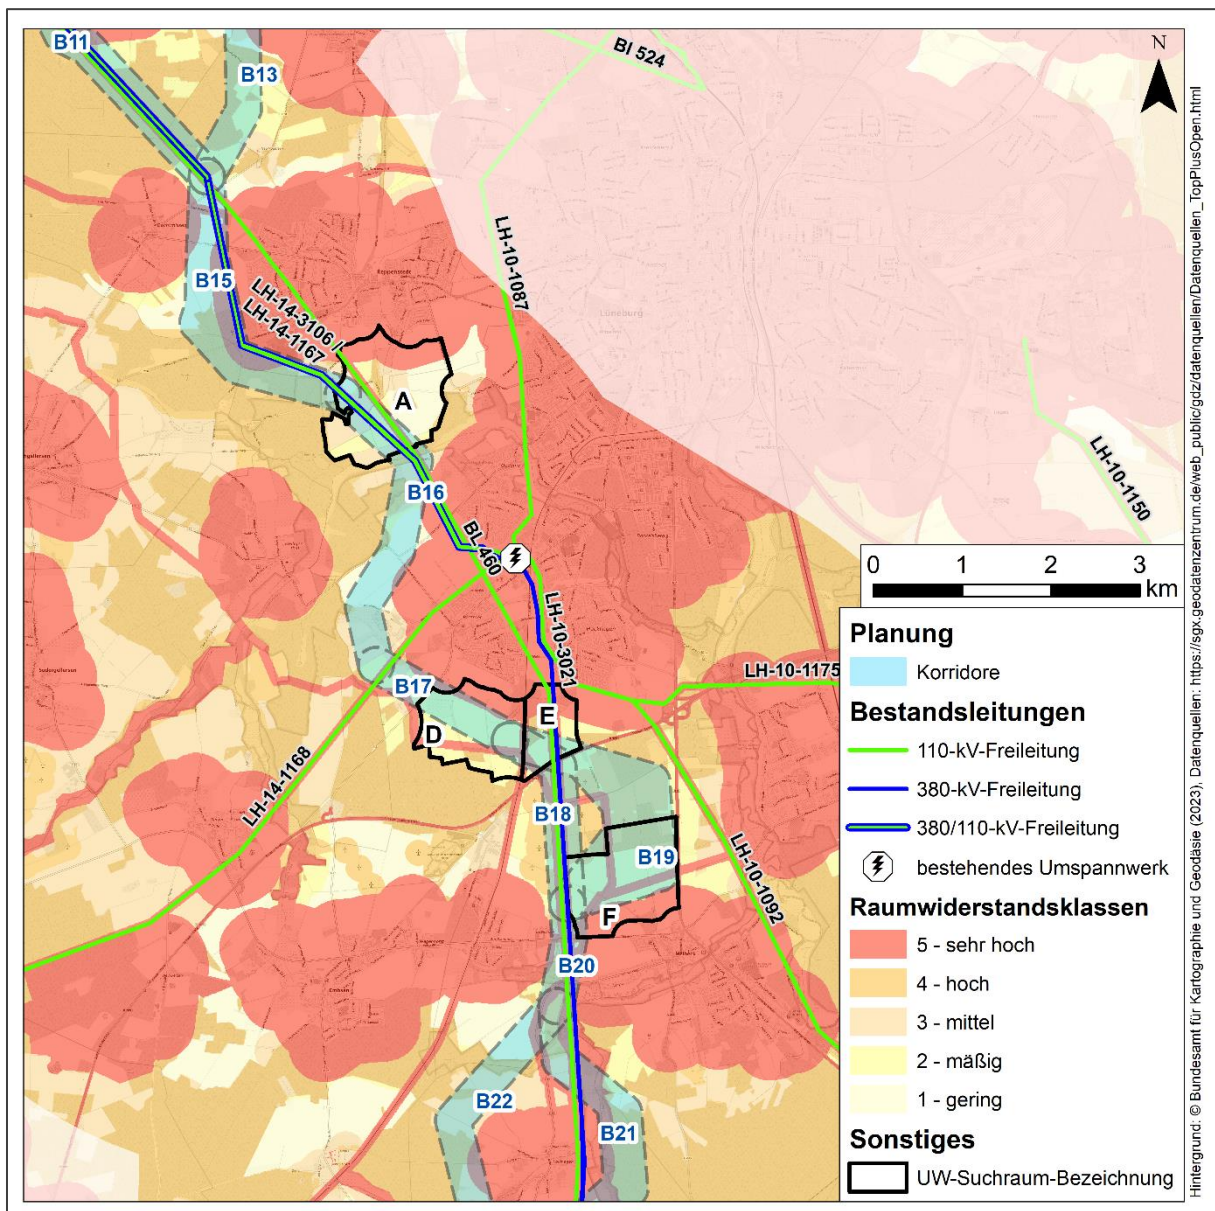 B11
B13
BI 524
N
B15
LH-10-1087
LH-14-3106 /
LH-14-1167
Reppenstedt
Lüneburg
A
B16
BL 460
LH-10-1150
LH-10-3021
LH-10-1175
B17
D
E
LH-14-1168
B18
B19
LH-10-1092
F
B20
B22
B21
0 1 2 3
km
Planung
Korridore
Bestandsleitungen
110-kV-Freileitung
380-kV-Freileitung
380/110-kV-Freileitung
bestehendes Umspannwerk
Raumwiderstandsklassen
5 - sehr hoch
4 - hoch
3 - mittel
2 - mäßig
1 - gering
Sonstiges
UW-Suchraum-Bezeichnung
Hintergrund: © Bundesamt für Kartographie und Geodäsie (2023), Datenquellen: https://sgx.geodatenzentrum.de/web_public/gdz/datenquellen/Datenquellen_TopPlusOpen.html